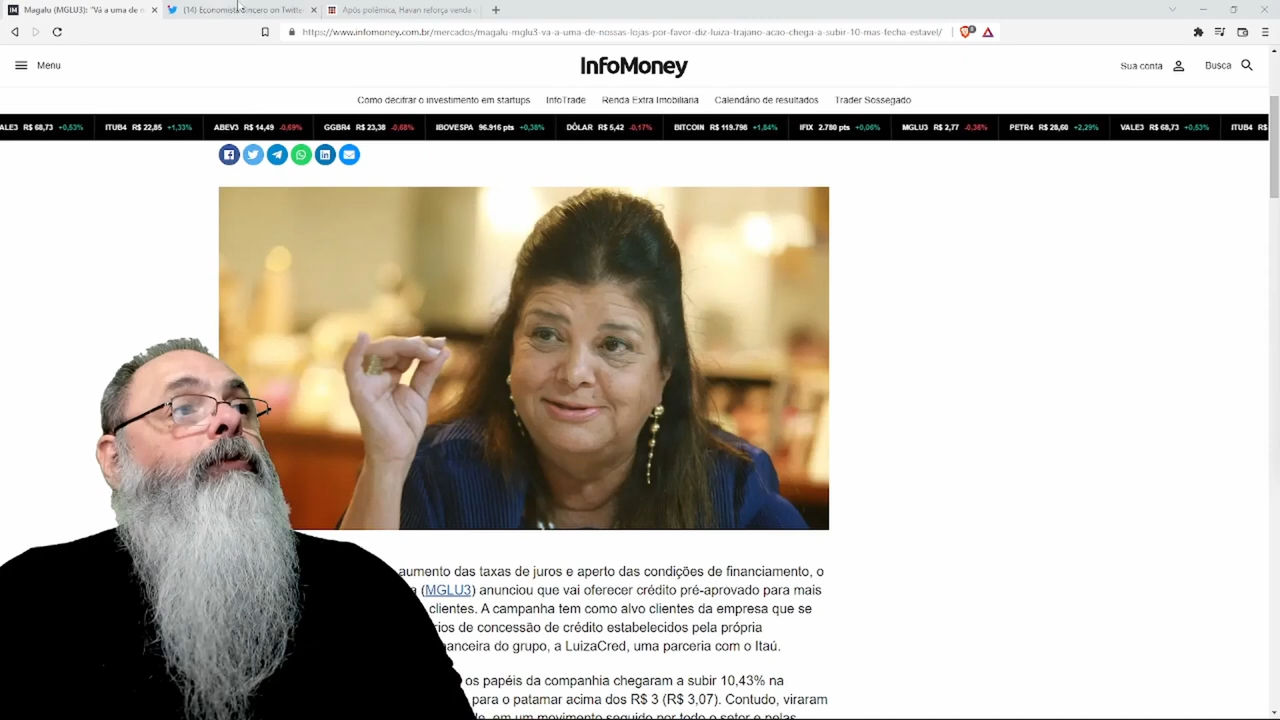 Magalu (MGLU3): "Vá a uma de n
(14) EconomistaSincero on Twitte
Após polêmica, Havan reforça venda
https://www.infomoney.com.br/mercados/magalu-mglu3-va-a-uma-de-nossas-lojas-por-favor-diz-luiza-trajano-acao-chega-a-subir-10-mas-fecha-estavel/
Menu
InfoMoney
Sua conta
Busca
Como decifrar o investimento em startups
InfoTrade
Renda Extra Imobiliária
Calendário de resultados
Trader Sossegado
ALE3 R$ 68,73 +0,53%
ITUB4 R$ 22,85 +1,33%
ABEV3 R$ 14,49 -0,69%
GGBR4 R$ 23,38 -0,68%
IBOVESPA 96.916 pts +0,38%
DÓLAR R$ 5,42 -0,17%
BITCOIN R$ 119.798 +1,84%
IFIX 2.780 pts +0,06%
MGLU3 R$ 2,77 -0,36%
PETR4 R$ 28,60 +2,29%
VALE3 R$ 68,73 +0,53%
ITUB4 R$
aumento das taxas de juros e aperto das condições de financiamento, o
a (MGLU3) anunciou que vai oferecer crédito pré-aprovado para mais
clientes. A campanha tem como alvo clientes da empresa que se
rios de concessão de crédito estabelecidos pela própria
nanceira do grupo, a LuizaCred, uma parceria com o Itaú.
os papéis da companhia chegaram a subir 10,43% na
para o patamar acima dos R$ 3 (R$ 3,07). Contudo, viraram
em um movimento seguido por todo o setor e pelas